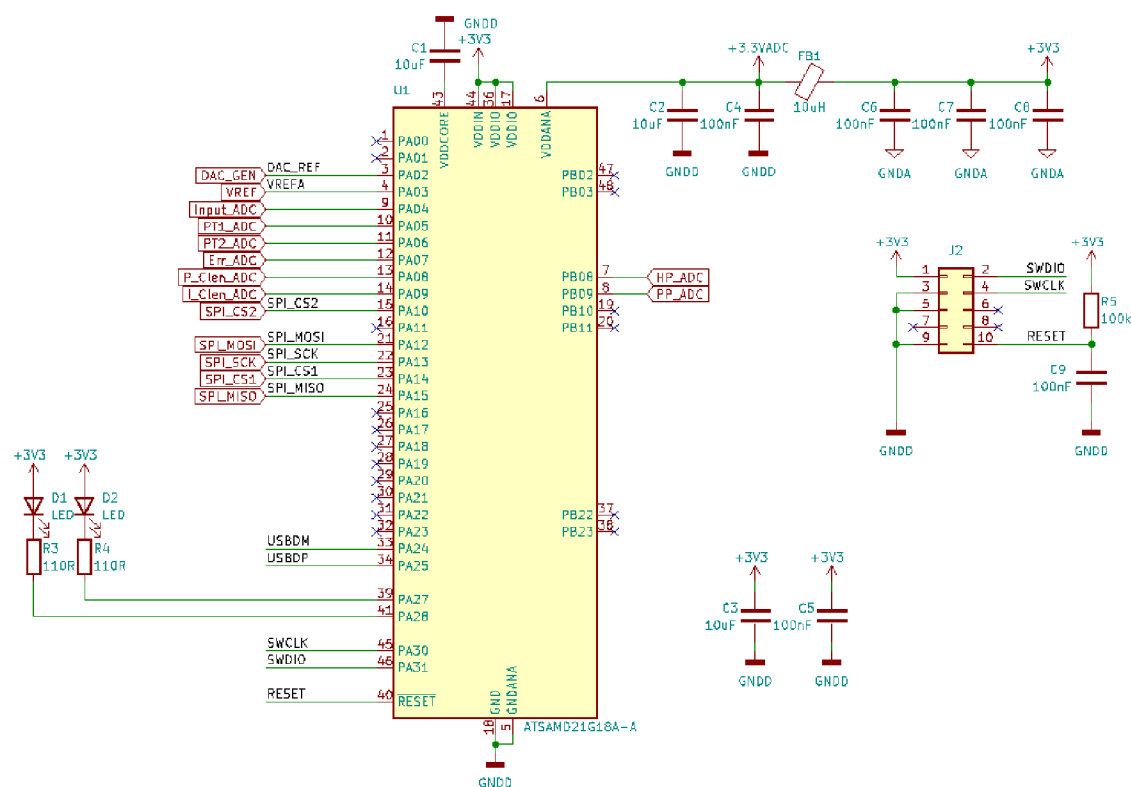 GNDD
C1
10uF
+3V3
U1
43
44
36
17
6
VDDCORE
VDDIN
VDDIO
VDDIO
VDDANA
+3.3VADC
FB1
10uH
+3V3
C2
10uF
C4
100nF
C6
100nF
C7
100nF
C8
100nF
GNDD
GNDD
GNDA
GNDA
GNDA
1 PA00
2 PA01
DAC_GEN DAC_REF 3 PA02
VREF VREFA 4 PA03
Input_ADC 9 PA04
PT1_ADC 10 PA05
PT2_ADC 11 PA06
Err_ADC 12 PA07
P_Clen_ADC 13 PA08
I_Clen_ADC 14 PA09
SPI_CS2 SPI_CS2 15 PA10
16 PA11
SPI_MOSI SPI_MOSI 21 PA12
SPI_SCK SPI_SCK 22 PA13
SPI_CS1 SPI_CS1 23 PA14
SPI_MISO SPI_MISO 24 PA15
25 PA16
26 PA17
27 PA18
28 PA19
29 PA20
30 PA21
31 PA22
32 PA23
USBDM 33 PA24
USBDP 34 PA25
39 PA27
41 PA28
SWCLK 45 PA30
SWDIO 46 PA31
RESET 40 RESET
PB02 47
PB03 48
PB08 7 HP_ADC
PB09 8 PP_ADC
PB10 19
PB11 20
PB22 37
PB23 38
GND
GNDANA
18
5
ATSAMD21G18A-A
GNDD
+3V3
+3V3
D1
LED
D2
LED
R3
110R
R4
110R
+3V3
J2
+3V3
1 2 SWDIO
3 4 SWCLK
5 6
7 8
9 10 RESET
R5
100k
C9
100nF
GNDD
GNDD
+3V3
+3V3
C3
10uF
C5
100nF
GNDD
GNDD